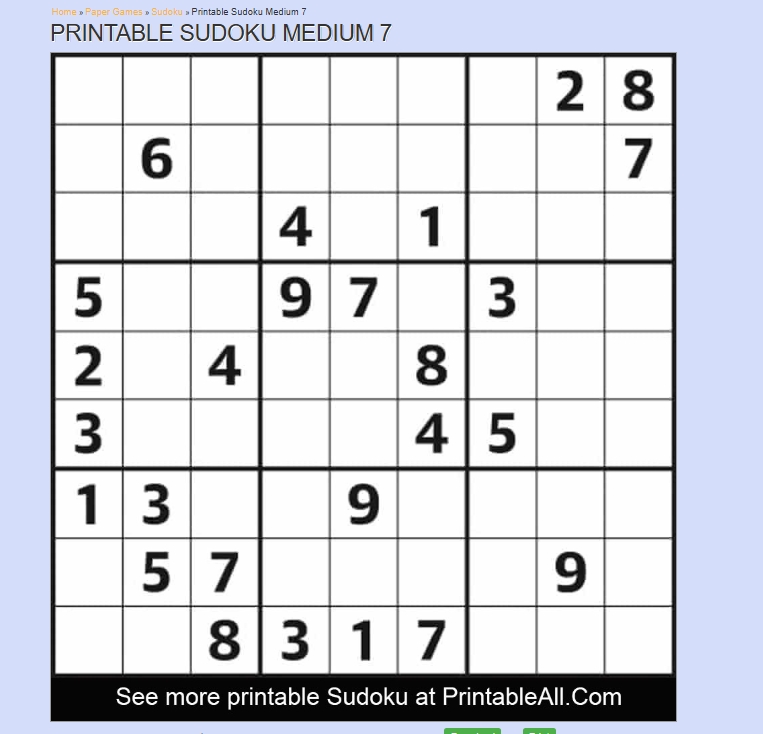 Home » Paper Games » Sudoku » Printable Sudoku Medium 7
PRINTABLE SUDOKU MEDIUM 7
2 8
6 7
4 1
5 9 7 3
2 4 8
3 4 5
1 3 9
5 7 9
8 3 1 7
See more printable Sudoku at PrintableAll.Com